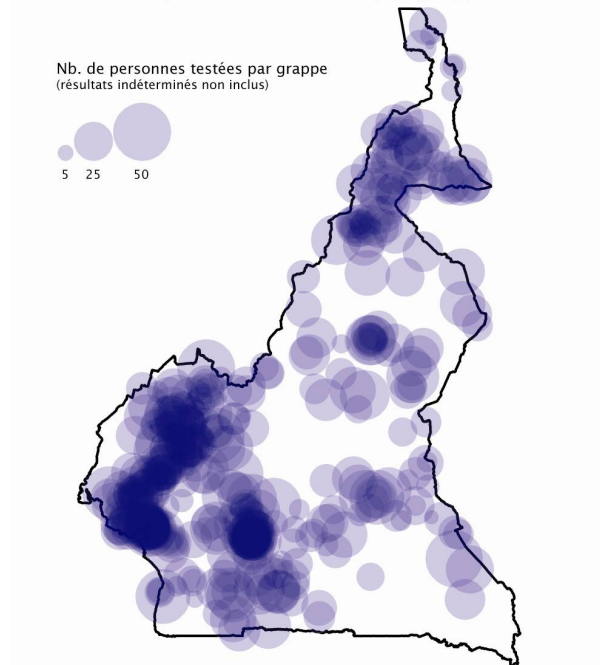 Nb. de personnes testées par grappe
(résultats indéterminés non inclus)
5 25 50